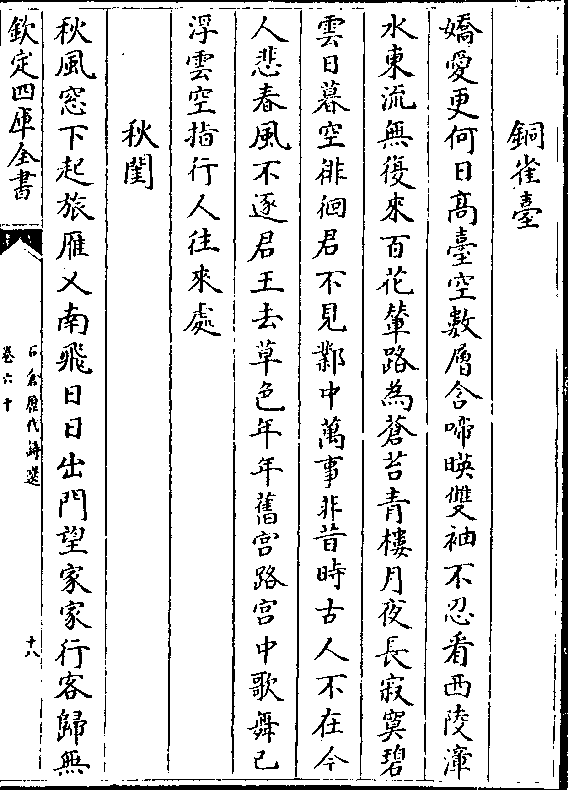 銅雀臺
嬌愛更何日髙臺空數層含啼暎雙袖不忍看西陵漳
水東流無復來百花輦路為蒼苔青樓月夜長寂寞碧
雲日暮空徘徊君不見鄴中萬事非昔時古人不在今
人悲春風不逐君王去草色年年舊宫路宫中歌舞已
浮雲空指行人往來處
秋閨
秋風窓下起旅雁又南飛日日出門望家家行客歸無
欽定四庫全書
石倉歴代詩選
卷六十
十八